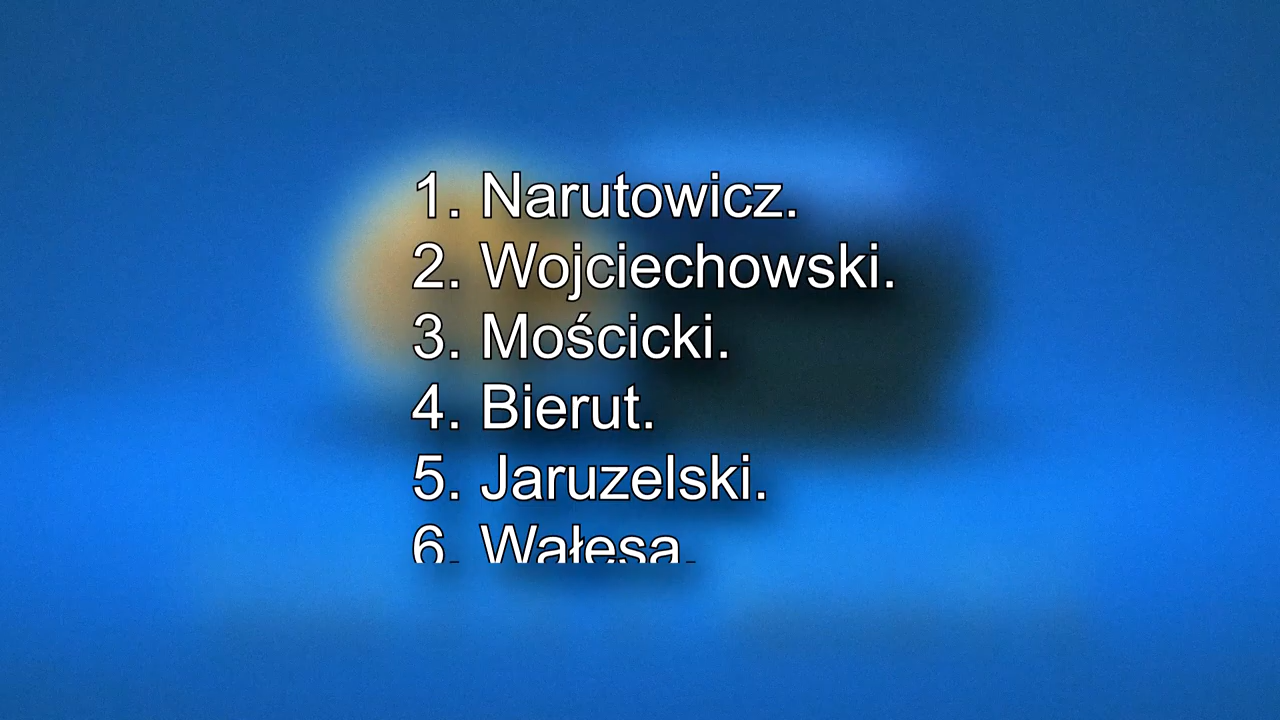 1. Narutowicz.
2. Wojciechowski.
3. Mościcki.
4. Bierut.
5. Jaruzelski.
6. Wałęsa.